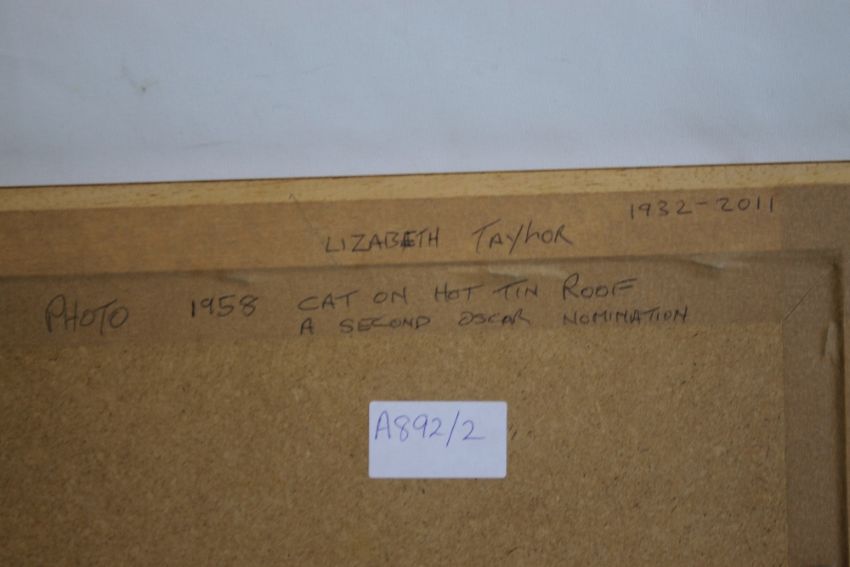 1932-2011
LIZABETH TAYLOR
PHOTO 1958 CAT ON HOT TIN ROOF
A SECOND OSCAR NOMINATION
A892/2